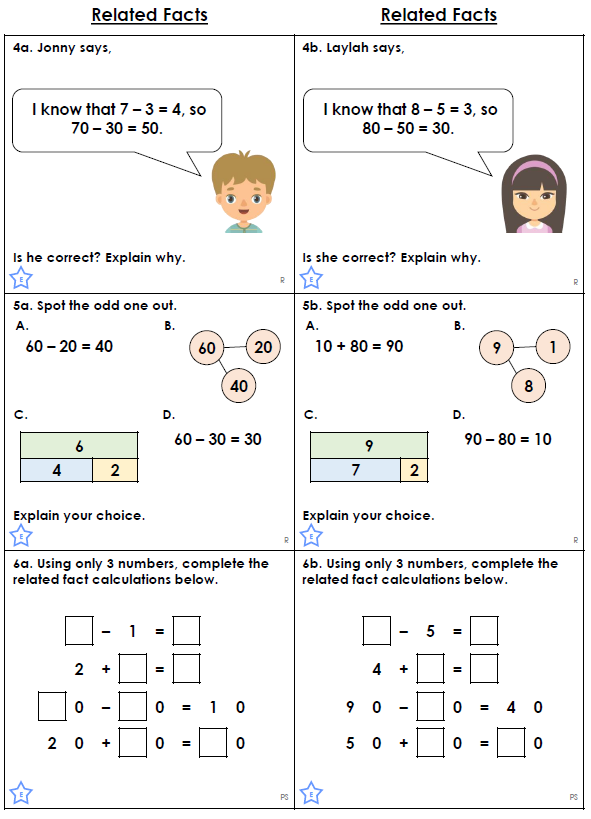 Related Facts
Related Facts
4a. Jonny says,
I know that 7 – 3 = 4, so
70 – 30 = 50.
Is he correct? Explain why.
E
R
4b. Laylah says,
I know that 8 – 5 = 3, so
80 – 50 = 30.
Is she correct? Explain why.
E
R
5a. Spot the odd one out.
A.
60 – 20 = 40
B.
60 20
40
C.
6
4 2
D.
60 – 30 = 30
Explain your choice.
E
R
5b. Spot the odd one out.
A.
10 + 80 = 90
B.
9 1
8
C.
9
7 2
D.
90 – 80 = 10
Explain your choice.
E
R
6a. Using only 3 numbers, complete the
related fact calculations below.
– 1 =
2 + =
0 – 0 = 1 0
2 0 + 0 = 0
E
PS
6b. Using only 3 numbers, complete the
related fact calculations below.
– 5 =
4 + =
9 0 – 0 = 4 0
5 0 + 0 = 0
E
PS